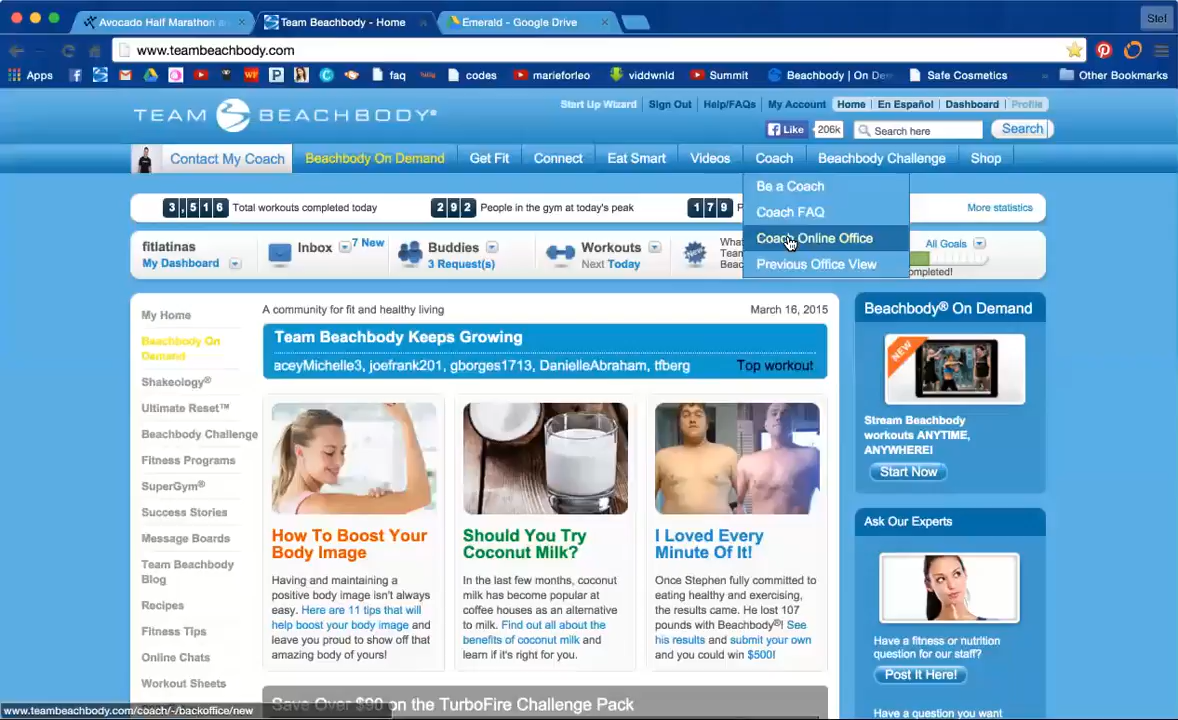 Avocado Half Marathon
Team Beachbody - Home
Emerald - Google Drive
Stel
www.teambeachbody.com
Apps
faq
codes
marieforleo
viddwnld
Summit
Beachbody | On De
Safe Cosmetics
Other Bookmarks
TEAM BEACHBODY®
Start Up Wizard
Sign Out
Help/FAQs
My Account
Home
En Español
Dashboard
Profile
Like
206k
Search here
Search
Contact My Coach
Beachbody On Demand
Get Fit
Connect
Eat Smart
Videos
Coach
Beachbody Challenge
Shop
Be a Coach
Coach FAQ
Coach Online Office
Previous Office View
3,516 Total workouts completed today
292 People in the gym at today's peak
179
More statistics
fitlatinas
My Dashboard
Inbox
7 New
Buddies
3 Request(s)
Workouts
Next Today
All Goals
completed!
My Home
Beachbody On
Demand
Shakeology®
Ultimate Reset™
Beachbody Challenge
Fitness Programs
SuperGym®
Success Stories
Message Boards
Team Beachbody
Blog
Recipes
Fitness Tips
Online Chats
Worksheets
A community for fit and healthy living
March 16, 2015
Team Beachbody Keeps Growing
aceyMichelle3, joefrank201, gborges1713, DanielleAbraham, tfberg
Top workout
How To Boost Your
Body Image
Having and maintaining a
positive body image isn't always
easy. Here are 11 tips that will
help boost your body image and
leave you proud to show off that
amazing body of yours!
Should You Try
Coconut Milk?
In the last few months, coconut
milk has become popular at
coffee houses as an alternative
to milk. Find out all about the
benefits of coconut milk and
learn if it's right for you.
I Loved Every
Minute Of It!
Once Stephen fully committed to
eating healthy and exercising,
the results came. He lost 107
pounds with Beachbody®! See
his results and submit your own
and you could win $500!
Save Over $90 on the TurboFire Challenge Pack
Beachbody® On Demand
NEW
Stream Beachbody
workouts ANYTIME,
ANYWHERE!
Start Now
Ask Our Experts
Have a fitness or nutrition
question for our staff?
Post It Here!
Have a question you want
www.teambeachbody.com/coach/-/backoffice/new